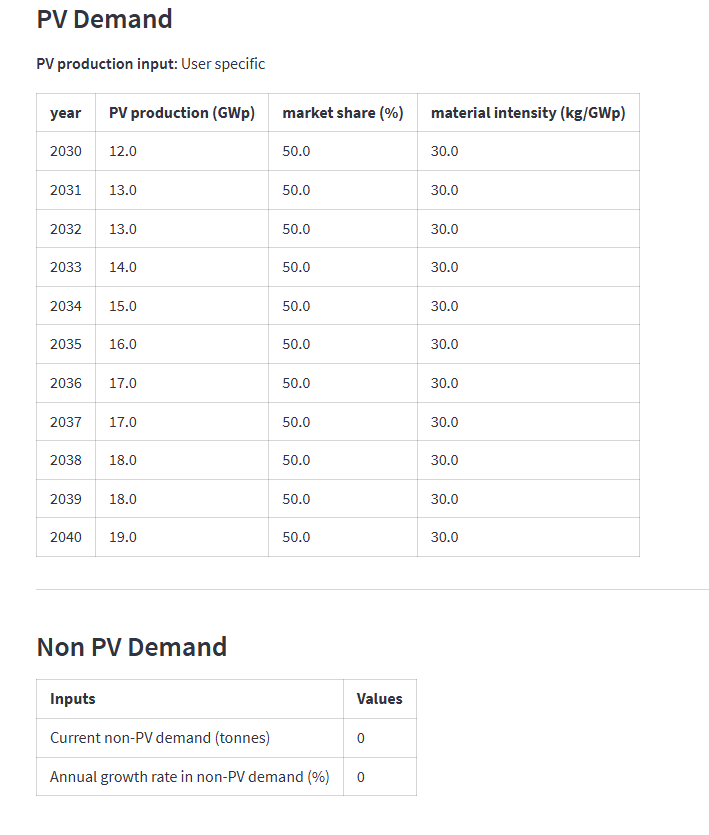 PV Demand
PV production input: User specific
year PV production (GWp) market share (%) material intensity (kg/GWp)
2030 12.0 50.0 30.0
2031 13.0 50.0 30.0
2032 13.0 50.0 30.0
2033 14.0 50.0 30.0
2034 15.0 50.0 30.0
2035 16.0 50.0 30.0
2036 17.0 50.0 30.0
2037 17.0 50.0 30.0
2038 18.0 50.0 30.0
2039 18.0 50.0 30.0
2040 19.0 50.0 30.0
Non PV Demand
Inputs Values
Current non-PV demand (tonnes) 0
Annual growth rate in non-PV demand (%) 0